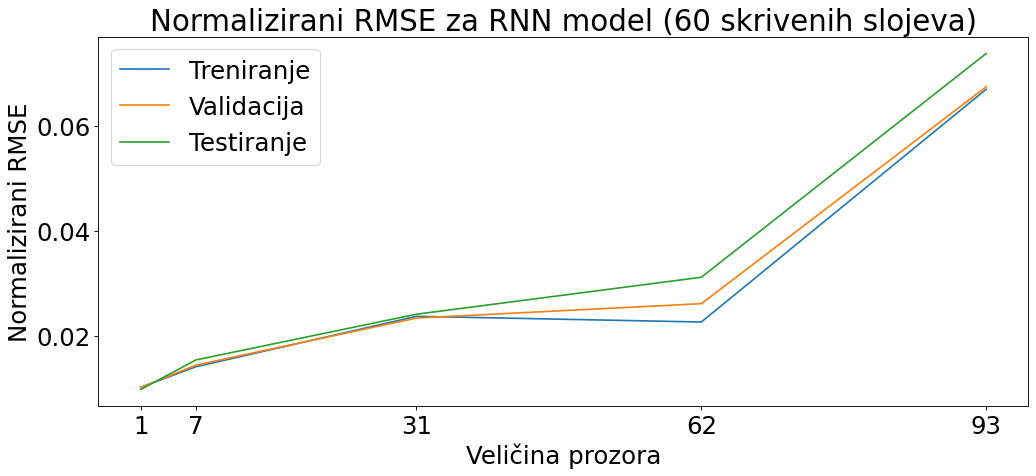 Normalizirani RMSE za RNN model (60 skrivenih slojeva)
Treniranje
Validacija
Testiranje
Normalizirani RMSE
0.06
0.04
0.02
1 7 31 62 93
Veličina prozora